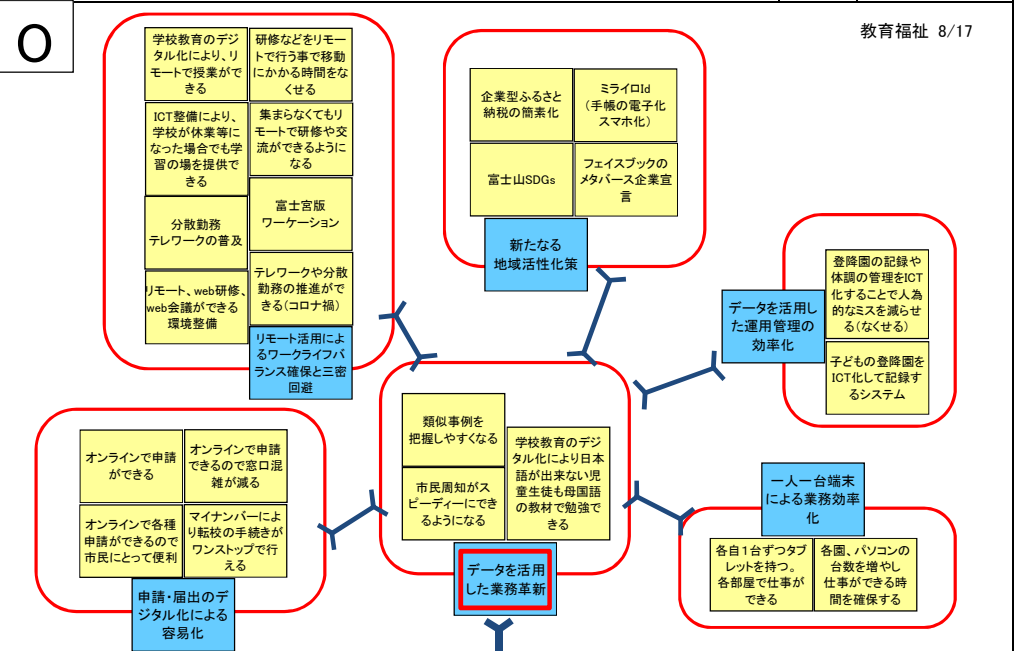 O
教育福祉 8/17
学校教育のデジ
タル化により、リ
モートで授業がで
きる
研修などをリモー
トで行う事で移動
にかかる時間をな
くせる
ICT整備により、
学校が休業等に
なった場合でも学
習の場を提供で
きる
集まらなくてもリ
モートで研修や交
流ができるように
なる
分散勤務
テレワークの普及
富士宮版
ワーケーション
リモート、web研修、
web会議ができる
環境整備
テレワークや分散
勤務の推進がで
きる(コロナ禍)
リモート活用によ
るワークライフバ
ランス確保と三密
回避
企業型ふるさと
納税の簡素化
ミライロId
(手帳の電子化
スマホ化)
富士山SDGs
フェイスブックの
メタバース企業宣
言
新たなる
地域活性化策
登降園の記録や
体調の管理をICT
化することで人為
的なミスを減らせ
る(なくせる)
データを活用し
た運用管理の
効率化
子どもの登降園を
ICT化して記録す
るシステム
類似事例を
把握しやすくなる
学校教育のデジ
タル化により日本
語が出来ない児
童生徒も母国語
の教材で勉強で
きる
市民周知がス
ピーディーにでき
るようになる
データを活用
した業務革新
オンラインで申請
ができる
オンラインで申請
できるので窓口混
雑が減る
オンラインで各種
申請ができるので
市民にとって便利
マイナンバーによ
り転校の手続きが
ワンストップで行
える
申請・届出のデ
ジタル化による
容易化
一人一台端末
による業務効率
化
各自1台ずつタブ
レットを持つ。
各部屋で仕事が
できる
各園、パソコンの
台数を増やし
仕事ができる時
間を確保する